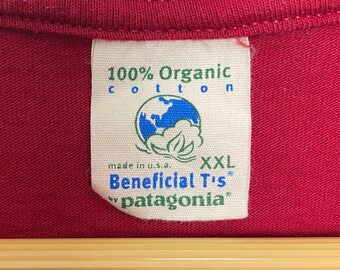 100% Organic
cotton
made in u.s.a. XXL
Beneficial T's®
by patagonia®